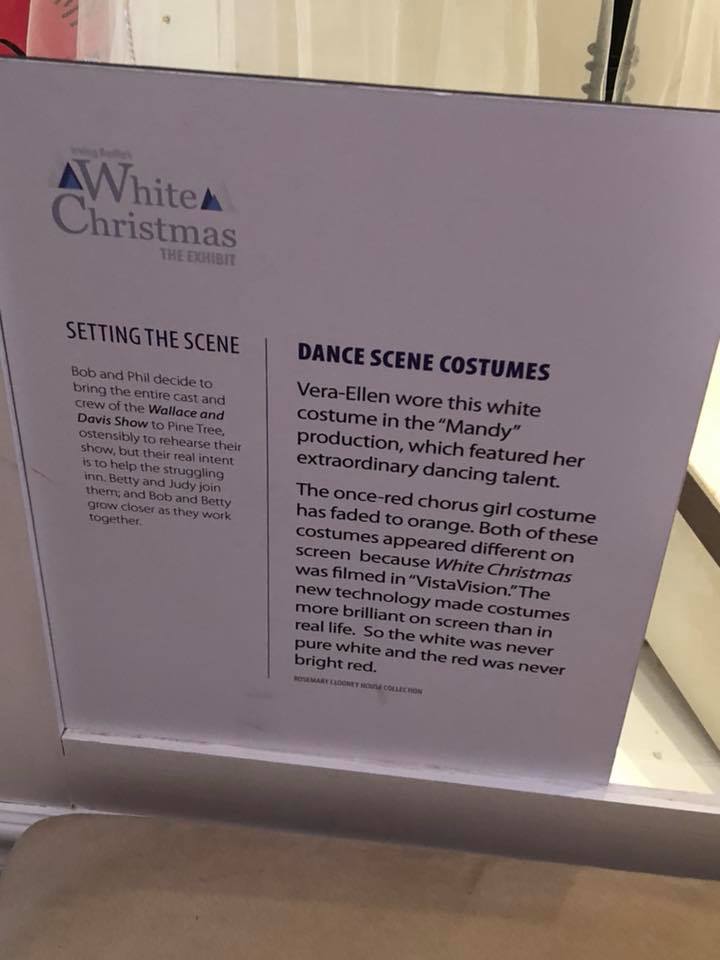 Irving Berlin's
White
Christmas
THE EXHIBIT
SETTING THE SCENE
Bob and Phil decide to
bring the entire cast and
crew of the Wallace and
Davis Show to Pine Tree,
ostensibly to rehearse their
show, but their real intent
is to help the struggling
inn. Betty and Judy join
them; and Bob and Betty
grow closer as they work
together.
DANCE SCENE COSTUMES
Vera-Ellen wore this white
costume in the "Mandy"
production, which featured her
extraordinary dancing talent.
The once-red chorus girl costume
has faded to orange. Both of these
costumes appeared different on
screen because White Christmas
was filmed in "VistaVision." The
new technology made costumes
more brilliant on screen than in
real life. So the white was never
pure white and the red was never
bright red.
ROSEMARY CLOONEY HOUSE COLLECTION